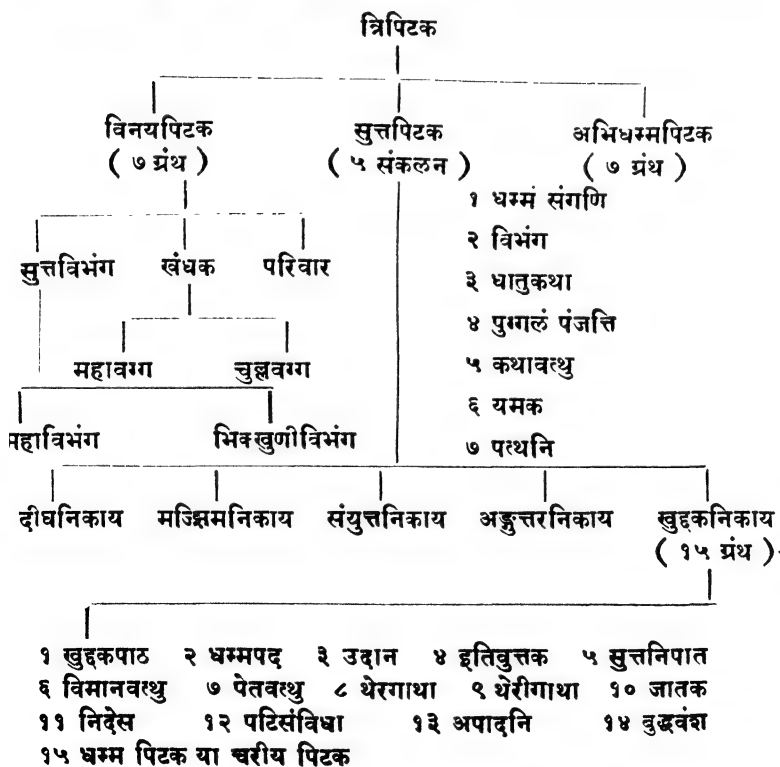 त्रिपिटक
विनयपिटक सुत्तपिटक अभिधम्मपिटक
( ७ ग्रंथ ) ( ५ संकलन ) ( ७ ग्रंथ )
१ धम्मं संगणि
२ विभंग
सुत्तविभंग खंधक परिवार
३ धातुकथा
४ पुग्गलं पंजत्ति
महावग्ग चुल्लवग्ग
५ कथावत्थु
६ यमक
महाविभंग भिक्खुणीविभंग
७ पत्थनि
दीघनिकाय मज्झिमनिकाय संयुत्तनिकाय अङ्गुत्तरनिकाय खुद्दकनिकाय
( १५ ग्रंथ )
१ खुद्दकपाठ २ धम्मपद ३ उदान ४ इतिवुत्तक ५ सुत्तनिपात
६ विमानवत्थु ७ पेतवत्थु ८ थेरगाथा ९ थेरीगाथा १० जातक
११ निदेस १२ पटिसंविधा १३ अपादनि १४ बुद्धवंश
१५ धम्म पिटक या चरीय पिटक